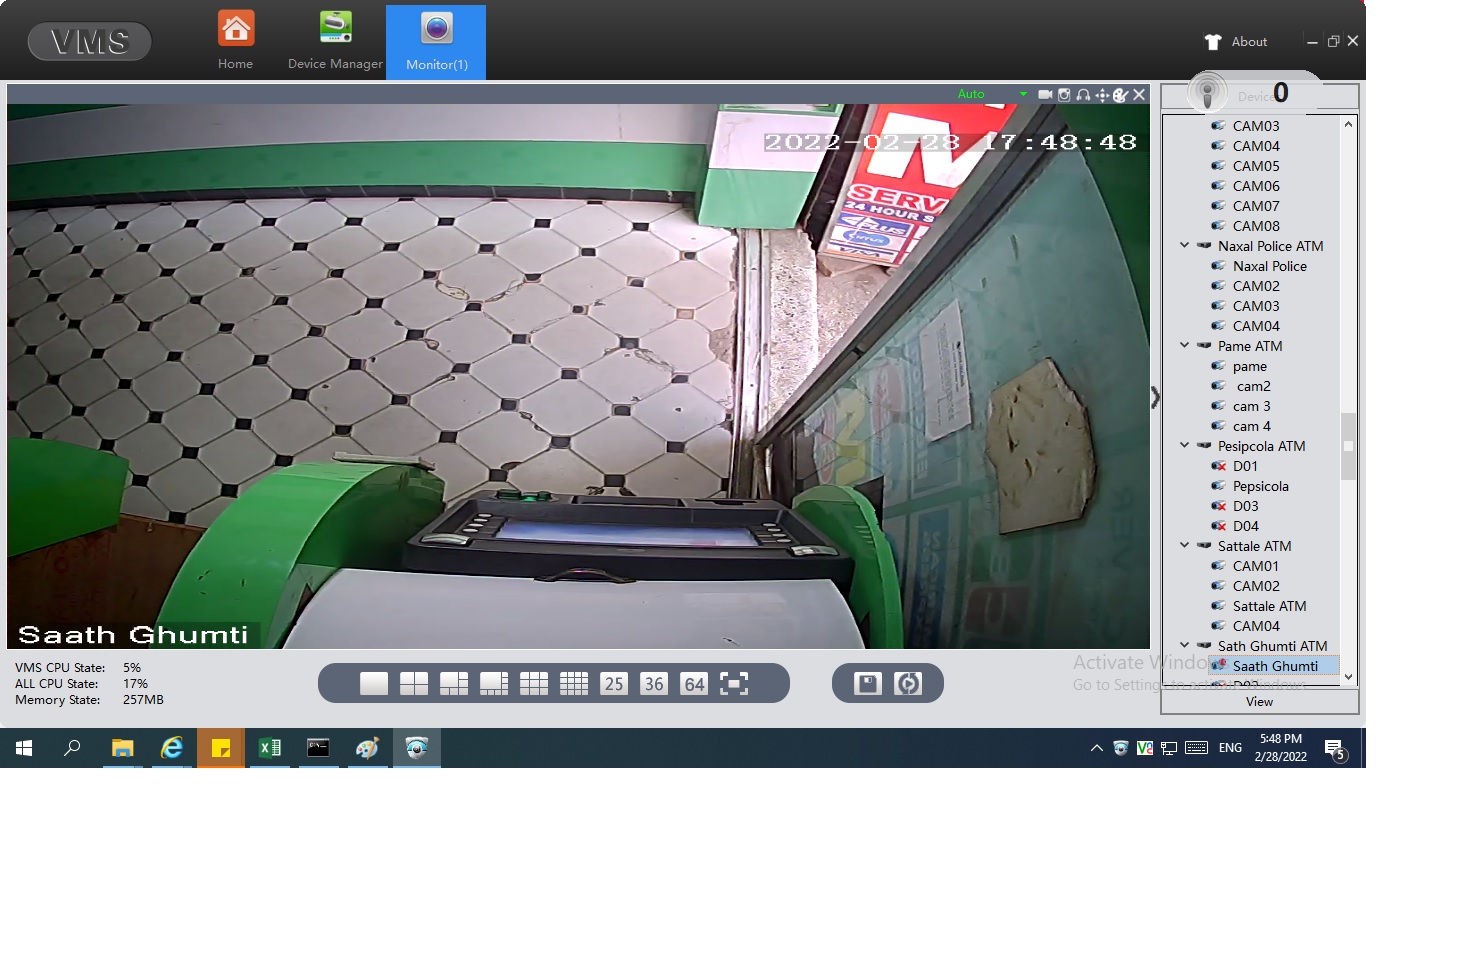 VMS
Home
Device Manager
Monitor(1)
About
Auto
0
2022-02-28 17:48:48
SERV
24 HOUR S
PLUS
CAM03
CAM04
CAM05
CAM06
CAM07
CAM08
Naxal Police ATM
Naxal Police
CAM02
CAM03
CAM04
Pame ATM
pame
cam2
cam 3
cam 4
Pesipcola ATM
D01
Pepsicola
D03
D04
Sattale ATM
CAM01
CAM02
Sattale ATM
CAM04
Sath Ghumti ATM
Saath Ghumti
D02
View
Saath Ghumti
VMS CPU State: 5%
ALL CPU State: 17%
Memory State: 257MB
25
36
64
Activate Windows
Go to Settings to activate Windows.
ENG
5:48 PM
2/28/2022
5